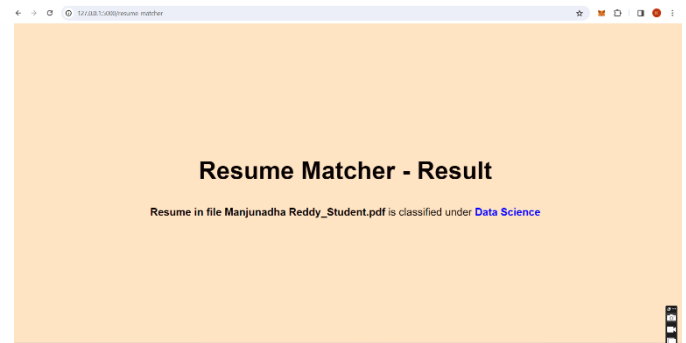 127.0.0.1:5000/resume matcher
Resume Matcher - Result
Resume in file Manjunadha Reddy_Student.pdf is classified under Data Science